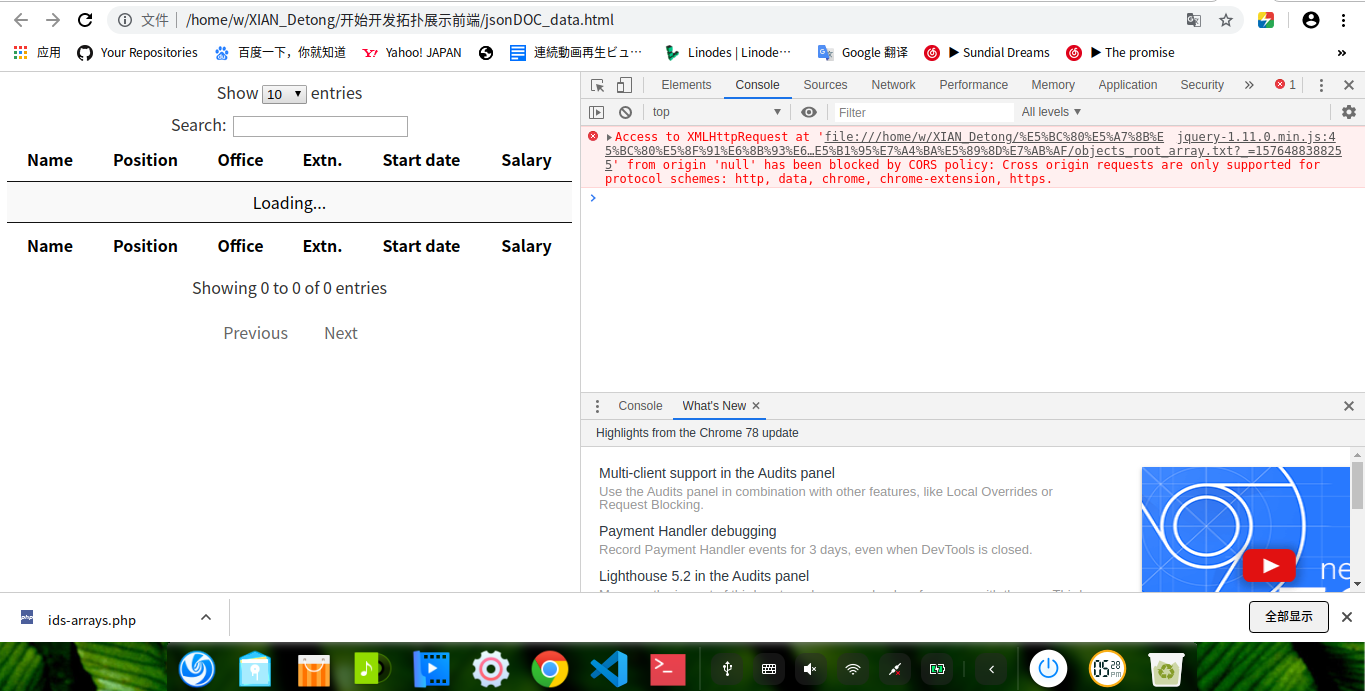 文件 /home/w/XIAN_Detong/开始开发拓扑展示前端/jsonDOC_data.html
应用 Your Repositories 百度一下，你就知道 Yahoo! JAPAN 連続動画再生ビュ… Linodes | Linode… Google 翻译 ▶ Sundial Dreams ▶ The promise »
Show 10 entries
Search:
Name Position Office Extn. Start date Salary
Loading...
Name Position Office Extn. Start date Salary
Showing 0 to 0 of 0 entries
Previous Next
Elements Console Sources Network Performance Memory Application Security » 1
top Filter All levels
Access to XMLHttpRequest at 'file:///home/w/XIAN_Detong/%E5%BC%80%E5%A7%8B%E jquery-1.11.0.min.js:4
5%BC%80%E5%8F%91%E6%8B%93%E6…E5%B1%95%E7%A4%BA%E5%89%8D%E7%AB%AF/objects_root_array.txt?_=157648838825
5' from origin 'null' has been blocked by CORS policy: Cross origin requests are only supported for
protocol schemes: http, data, chrome, chrome-extension, https.
Console What's New
Highlights from the Chrome 78 update
Multi-client support in the Audits panel
Use the Audits panel in combination with other features, like Local Overrides or
Request Blocking.
Payment Handler debugging
Record Payment Handler events for 3 days, even when DevTools is closed.
Lighthouse 5.2 in the Audits panel
ne
php ids-arrays.php
全部显示
05 28 PM